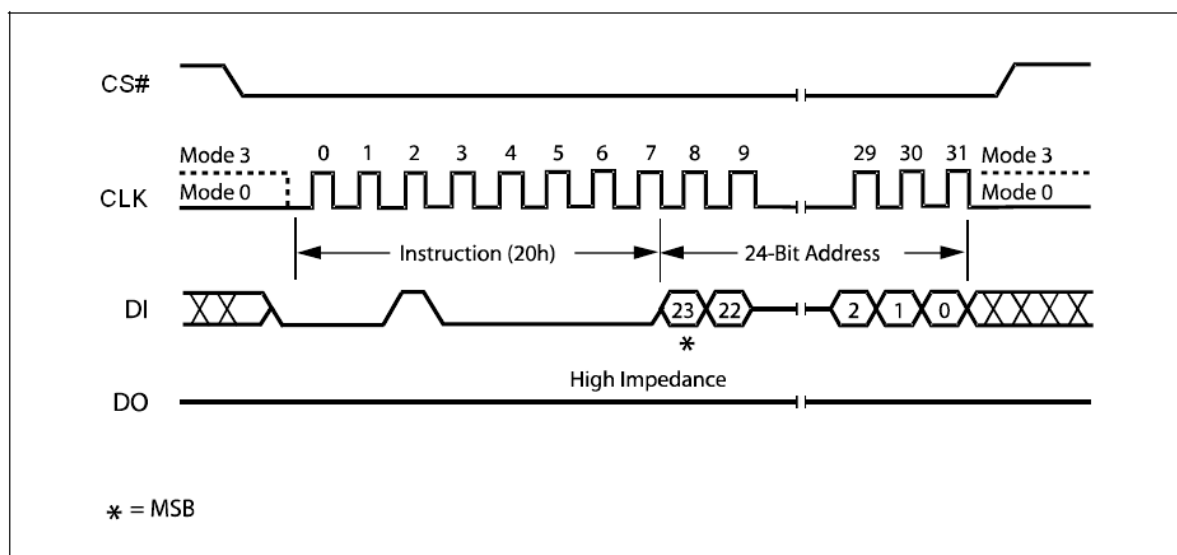 CS#
Mode 3 0 1 2 3 4 5 6 7 8 9 29 30 31 Mode 3
CLK Mode 0 Mode 0
Instruction (20h) 24-Bit Address
DI 23 22 2 1 0
*
High Impedance
DO
* = MSB